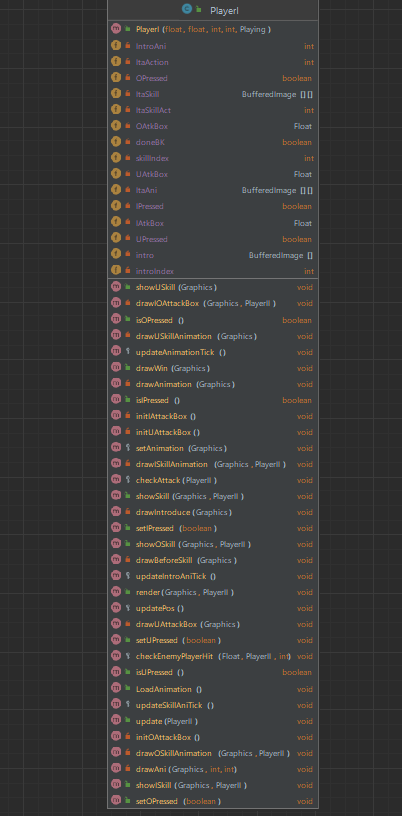 PlayerI
PlayerI (float, float, int, int, Playing )
IntroAni int
ItaAction int
OPressed boolean
ItaSkill BufferedImage [][]
ItaSkillAct int
OAtkBox Float
doneBK boolean
skillIndex int
UAtkBox Float
ItaAni BufferedImage [][]
IPressed boolean
IAtkBox Float
UPressed boolean
intro BufferedImage []
introIndex int
showUSkill (Graphics) void
drawIOAttackBox (Graphics, PlayerII ) void
isOPressed () boolean
drawUSkillAnimation (Graphics) void
updateAnimationTick () void
drawWin (Graphics) void
drawAnimation (Graphics) void
isIPressed () boolean
initIAttackBox () void
initUAttackBox () void
setAnimation (Graphics) void
drawISkillAnimation (Graphics, PlayerII ) void
checkAttack (PlayerII ) void
showSkill (Graphics, PlayerII ) void
drawIntroduce (Graphics) void
setIPressed (boolean ) void
showOSkill (Graphics, PlayerII ) void
drawBeforeSkill (Graphics ) void
updateIntroAniTick () void
render (Graphics, PlayerII ) void
updatePos () void
drawUAttackBox (Graphics) void
setUPressed (boolean ) void
checkEnemyPlayerHit (Float, PlayerII , int) void
isUPressed () boolean
LoadAnimation () void
updateSkillAniTick () void
update (PlayerII ) void
initOAttackBox () void
drawOSkillAnimation (Graphics, PlayerII ) void
drawAni (Graphics, int, int) void
showISkill (Graphics, PlayerII ) void
setOPressed (boolean ) void